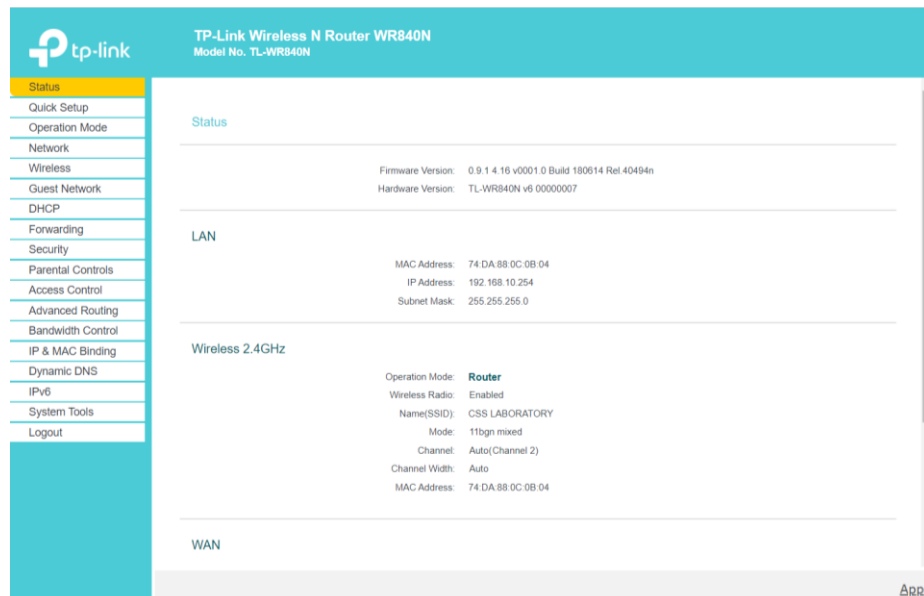 tp-link
TP-Link Wireless N Router WR840N
Model No. TL-WR840N
Status
Quick Setup
Operation Mode
Network
Wireless
Guest Network
DHCP
Forwarding
Security
Parental Controls
Access Control
Advanced Routing
Bandwidth Control
IP & MAC Binding
Dynamic DNS
IPv6
System Tools
Logout
Status
Firmware Version: 0.9.1 4.16 v0001.0 Build 180614 Rel.40494n
Hardware Version: TL-WR840N v6 00000007
LAN
MAC Address: 74:DA:88:0C:0B:04
IP Address: 192.168.10.254
Subnet Mask: 255.255.255.0
Wireless 2.4GHz
Operation Mode: Router
Wireless Radio: Enabled
Name(SSID): CSS LABORATORY
Mode: 11bgn mixed
Channel: Auto(Channel 2)
Channel Width: Auto
MAC Address: 74:DA:88:0C:0B:04
WAN
App